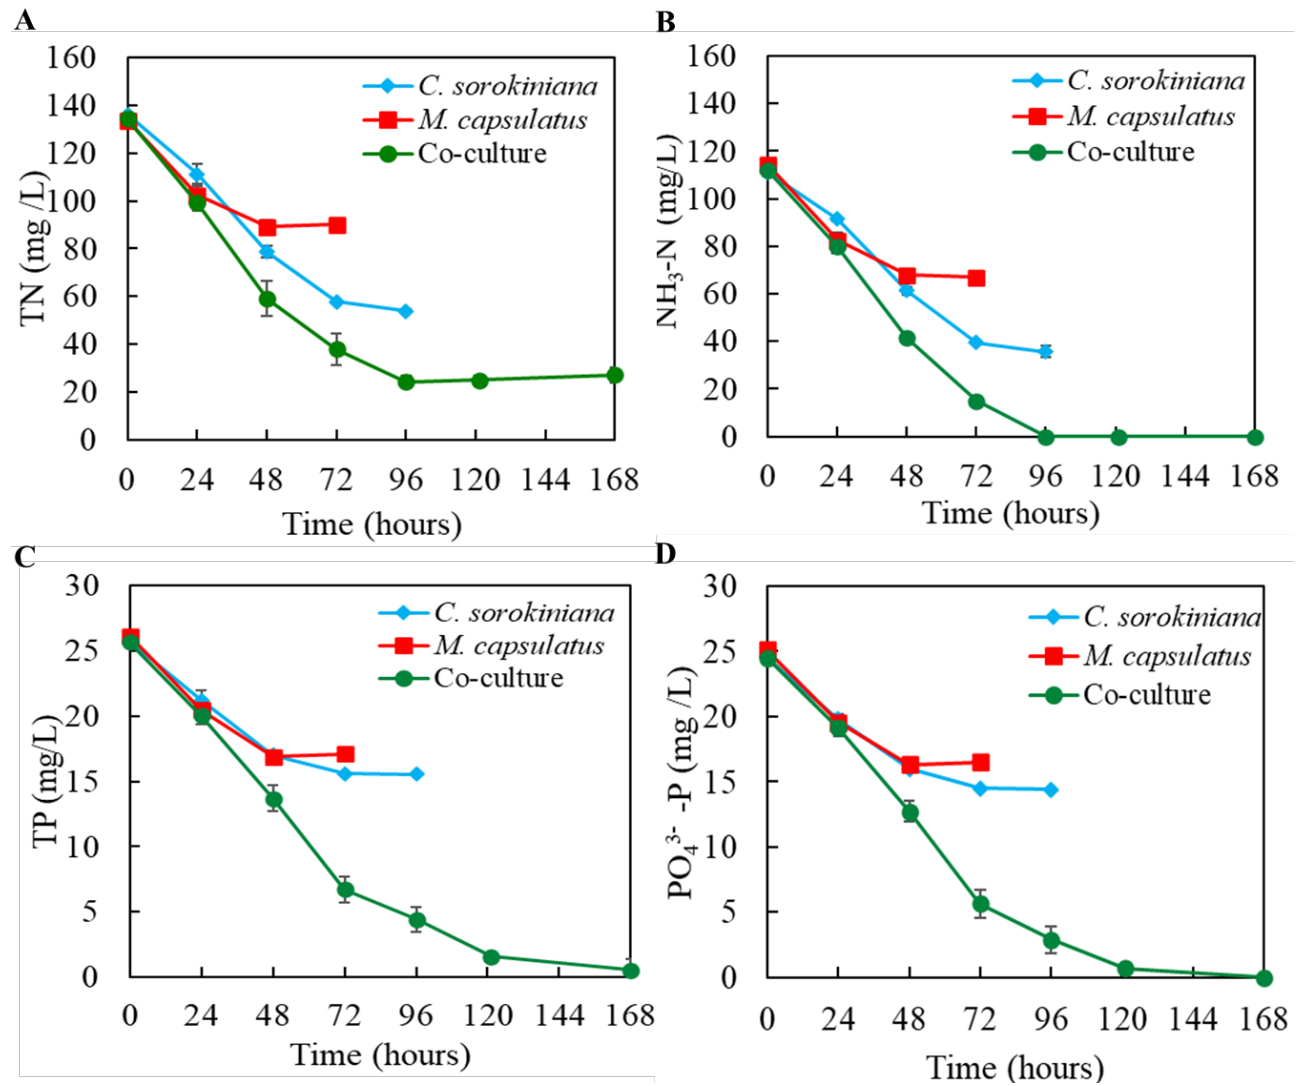 A
TN (mg /L)
160
140
120
100
80
60
40
20
0
C. sorokiniana
M. capsulatus
Co-culture
0 24 48 72 96 120 144 168
Time (hours)
B
NH₃-N (mg/L)
160
140
120
100
80
60
40
20
0
C. sorokiniana
M. capsulatus
Co-culture
0 24 48 72 96 120 144 168
Time (hours)
C
TP (mg/L)
30
25
20
15
10
5
0
C. sorokiniana
M. capsulatus
Co-culture
0 24 48 72 96 120 144 168
Time (hours)
D
PO₄³⁻ -P (mg /L)
30
25
20
15
10
5
0
C. sorokiniana
M. capsulatus
Co-culture
0 24 48 72 96 120 144 168
Time (hours)